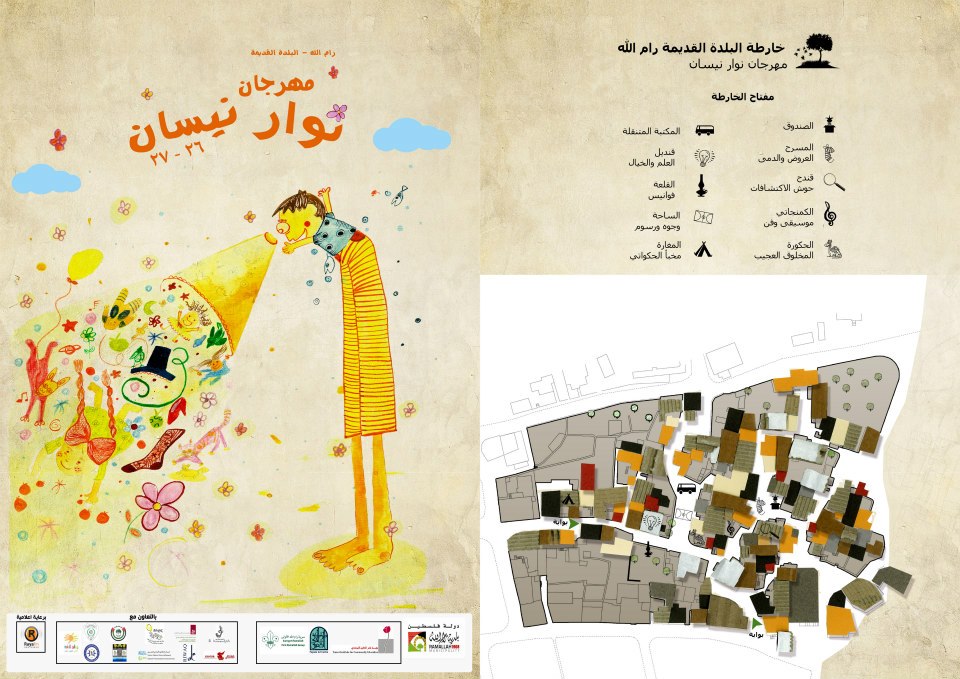 رام الله - البلدة القديمة
مهرجان
نوار نيسان
٢٦ - ٢٧
برعاية اعلامية
بالتعاون مع
دولة فلسطين
RAMALLAH
MUNICIPALITY
خارطة البلدة القديمة رام الله
مهرجان نوار نيسان
مفتاح الخارطة
الصندوق
المسرح
العروض والدمى
قندح
حوش الاكتشافات
الكمنجاتي
موسيقى وفن
الحكورة
المخلوق العجيب
المكتبة المتنقلة
قنديل
العلم والخيال
القلعة
فوانيس
الساحة
وجوه ورسوم
المغارة
مخبأ الحكواتي
بوابة
بوابة